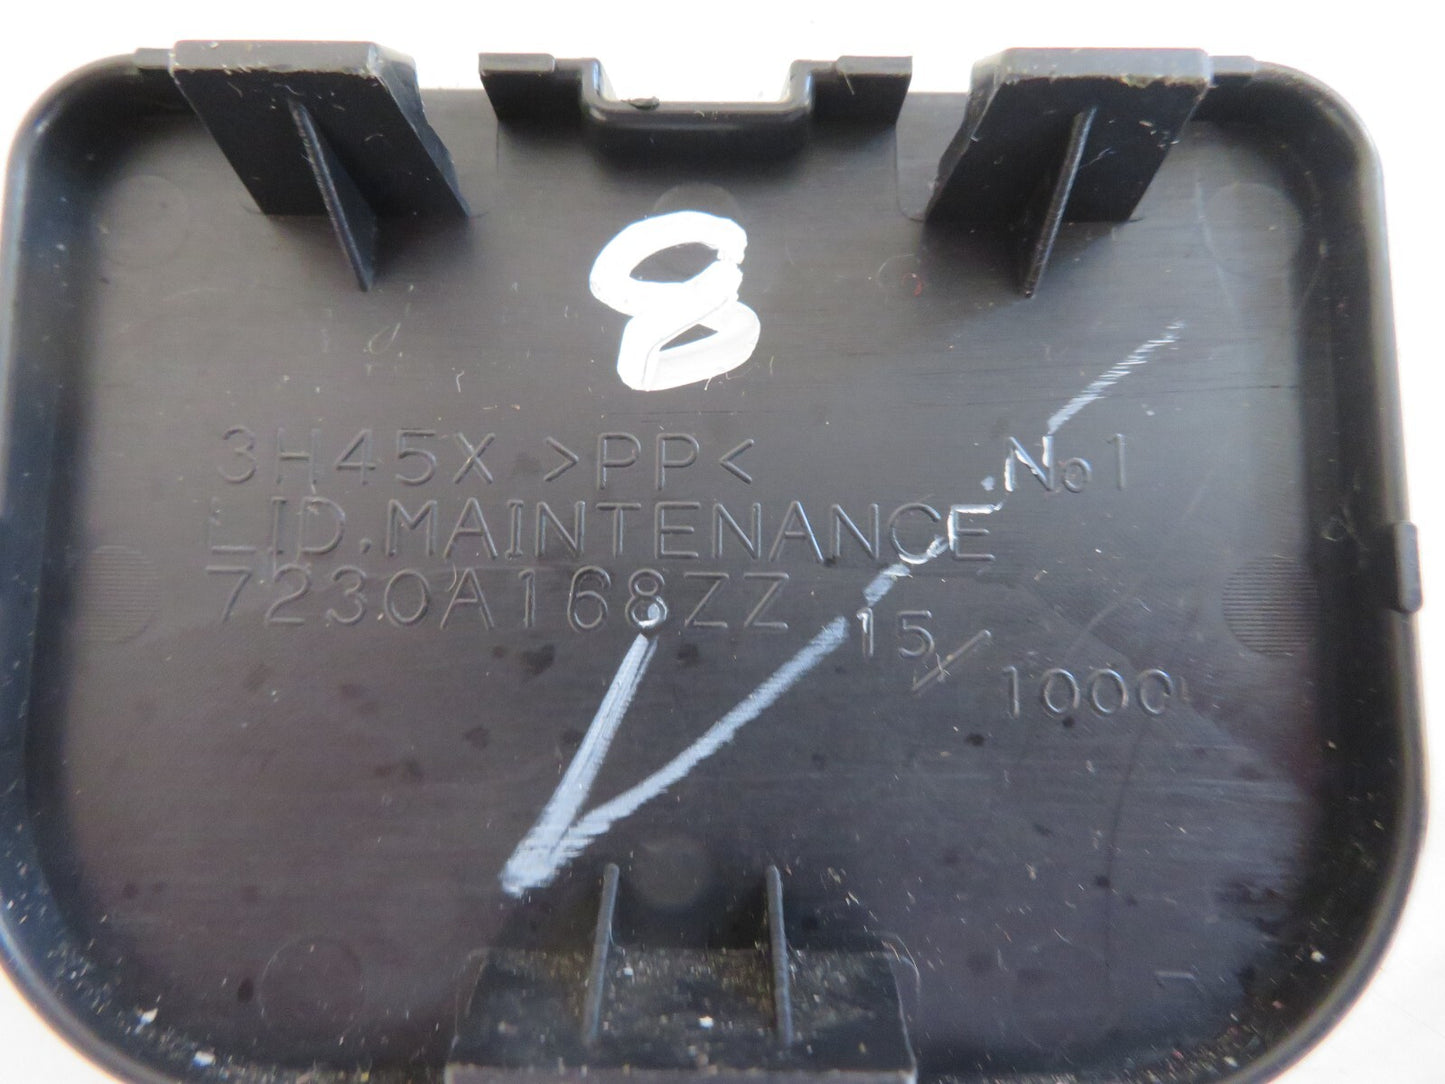 8
3H45X >PP< No1
LID,MAINTENANCE
7230A168ZZ 15/1000